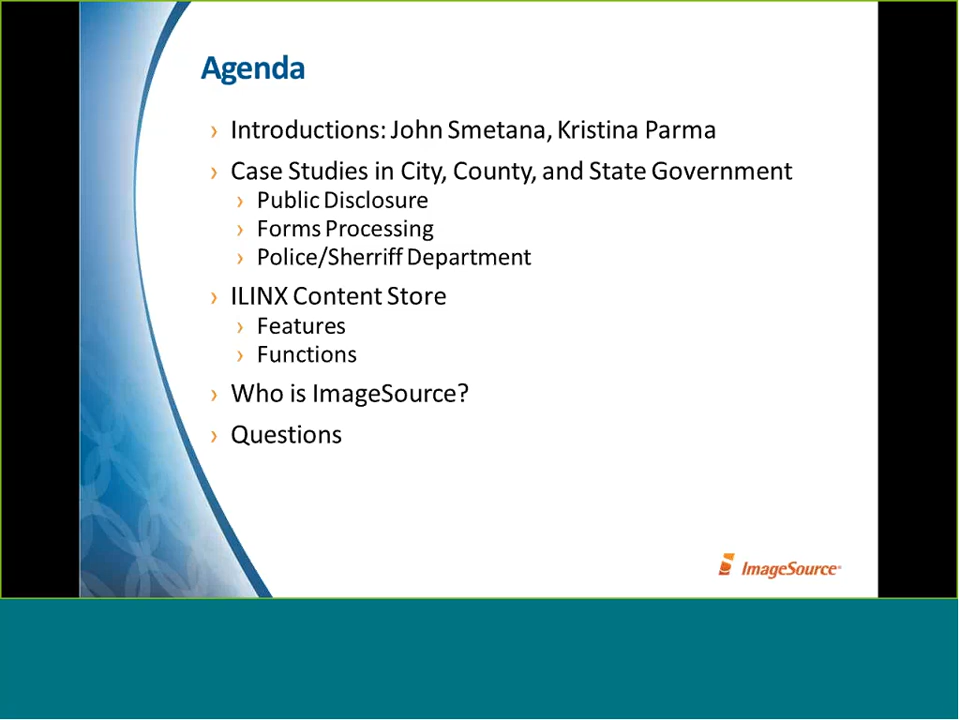 Agenda
› Introductions: John Smetana, Kristina Parma
› Case Studies in City, County, and State Government
› Public Disclosure
› Forms Processing
› Police/Sherriff Department
› ILINX Content Store
› Features
› Functions
› Who is ImageSource?
› Questions
ImageSource®